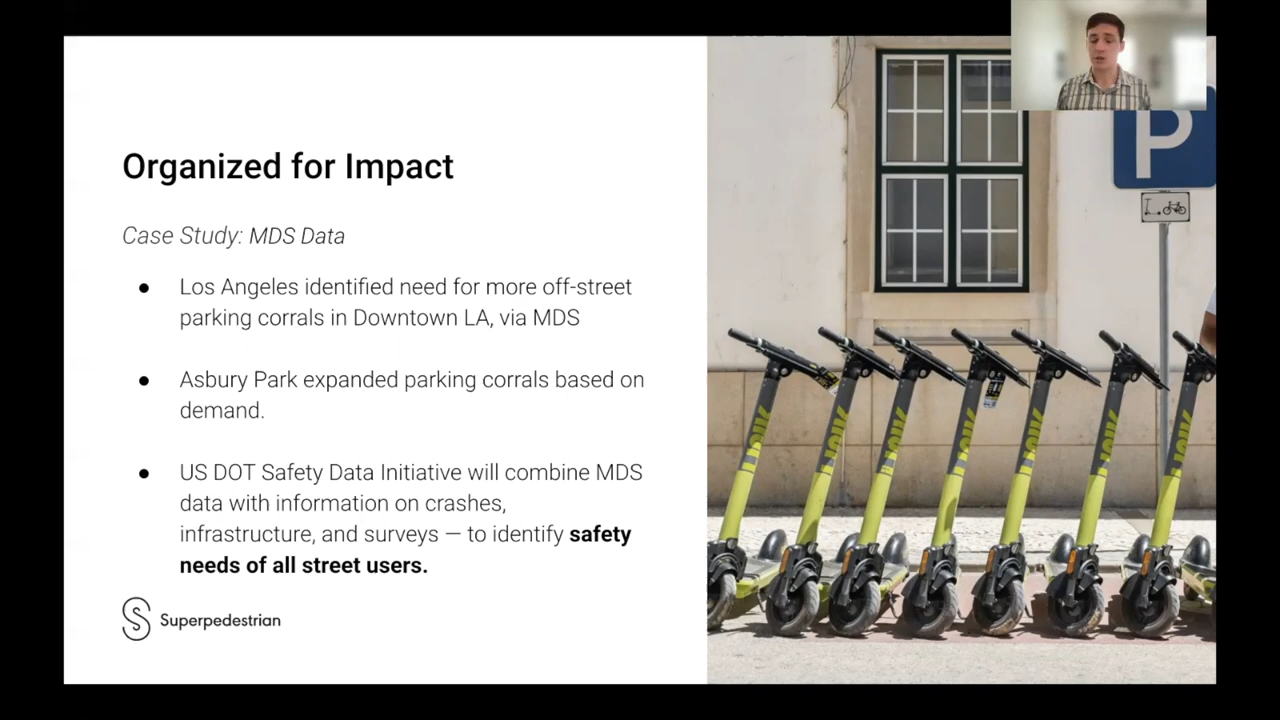 Organized for Impact
Case Study: MDS Data
● Los Angeles identified need for more off-street
parking corrals in Downtown LA, via MDS
● Asbury Park expanded parking corrals based on
demand.
● US DOT Safety Data Initiative will combine MDS
data with information on crashes,
infrastructure, and surveys — to identify safety
needs of all street users.
Superpedestrian
P